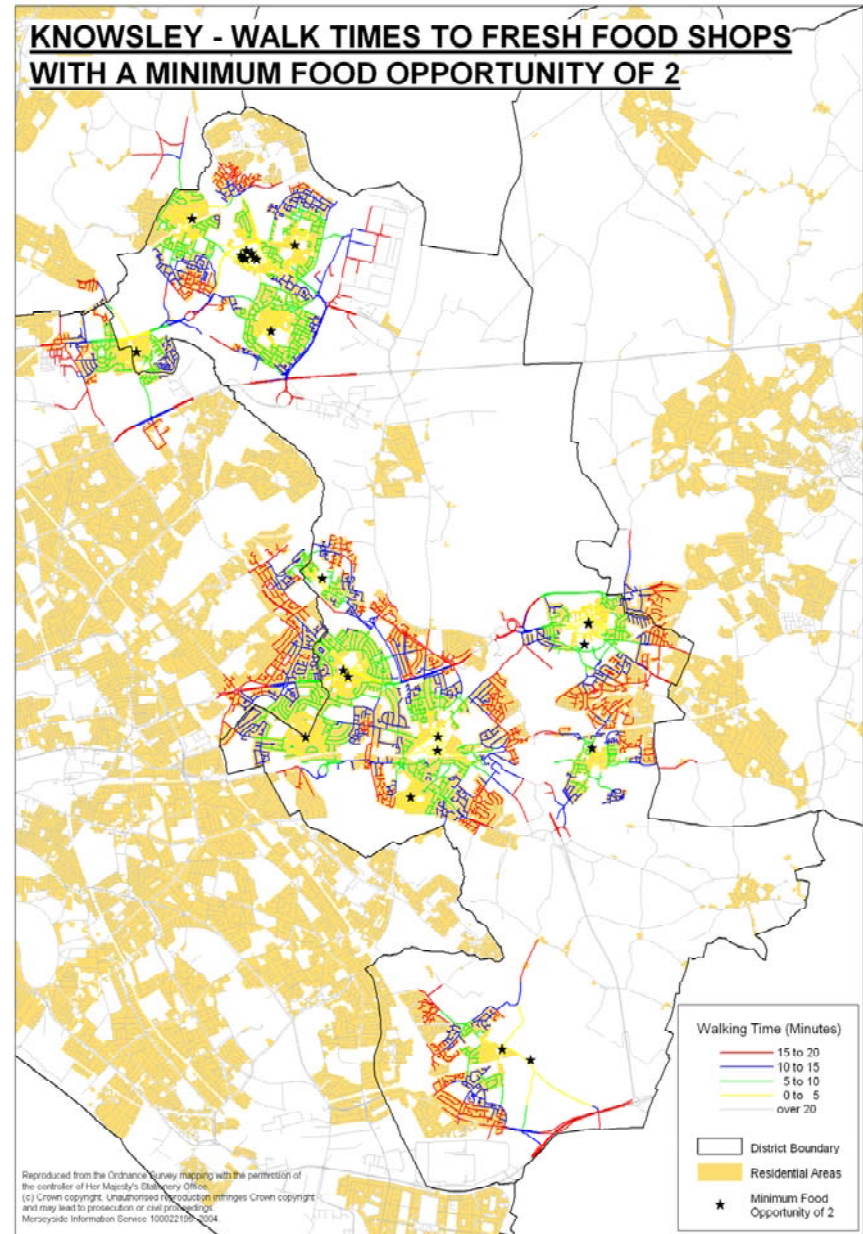 KNOWSLEY - WALK TIMES TO FRESH FOOD SHOPS
WITH A MINIMUM FOOD OPPORTUNITY OF 2
Walking Time (Minutes)
15 to 20
10 to 15
5 to 10
0 to 5
over 20
District Boundary
Residential Areas
Minimum Food
Opportunity of 2
Reproduced from the Ordnance Survey mapping with the permission of
the controller of Her Majesty's Stationery Office
(c) Crown copyright. Unauthorised reproduction infringes Crown copyright
and may lead to prosecution or civil proceedings.
Merseyside Information Service 2004.